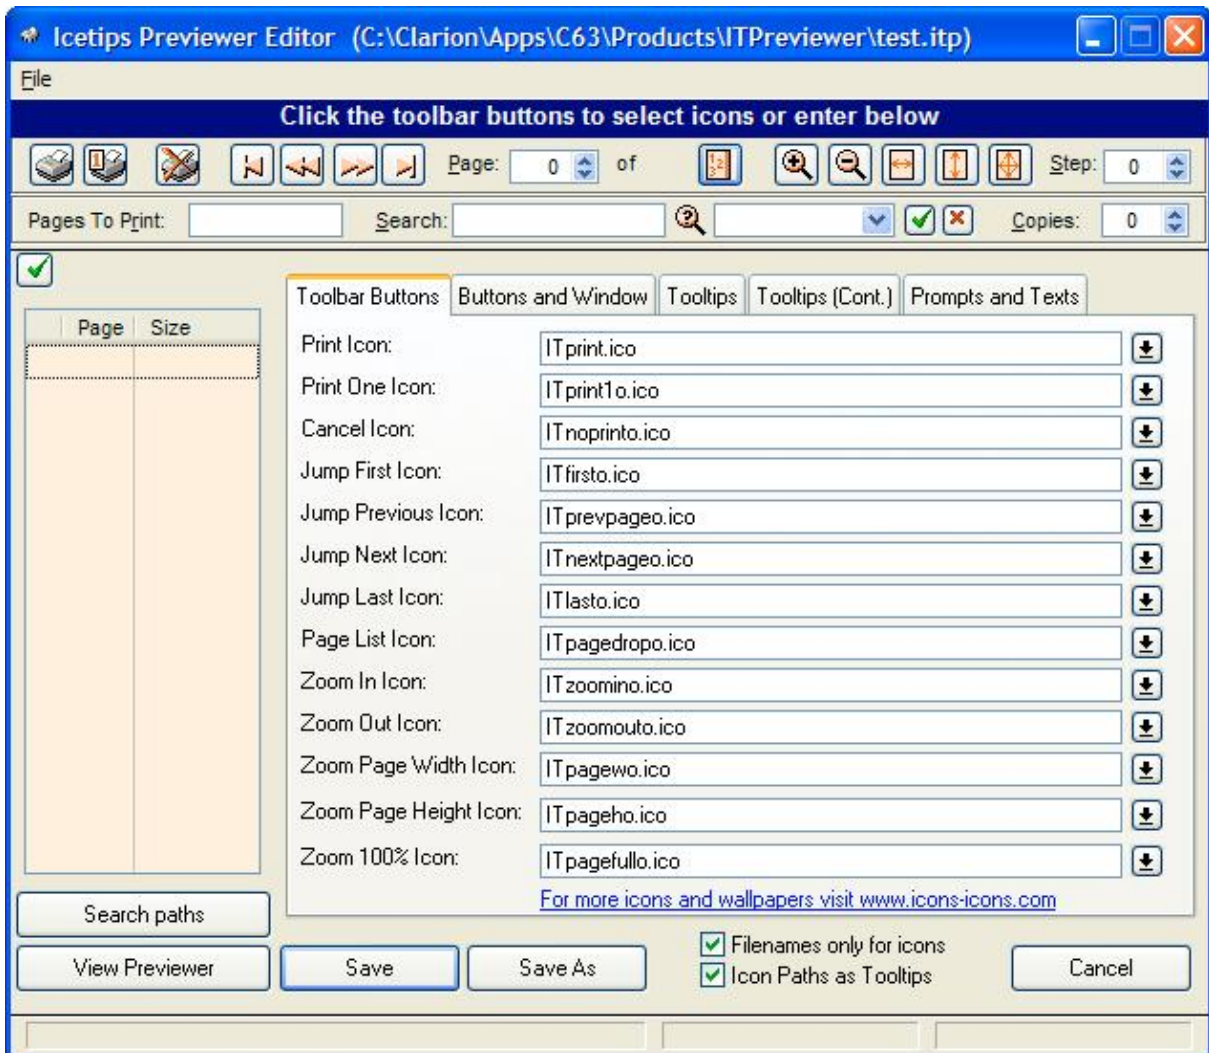 Icetips Previewer Editor (C:\Clarion\Apps\C63\Products\ITPreviewer\test.itp)
File
Click the toolbar buttons to select icons or enter below
1 Page: 0 of 1 2 3 Step: 0
Pages To Print: Search: Copies: 0
Toolbar Buttons Buttons and Window Tooltips Tooltips (Cont.) Prompts and Texts
Page Size
Print Icon: ITprint.ico
Print One Icon: ITprint1o.ico
Cancel Icon: ITnoprinto.ico
Jump First Icon: ITfirsto.ico
Jump Previous Icon: ITprevpageo.ico
Jump Next Icon: ITnextpageo.ico
Jump Last Icon: ITlasto.ico
Page List Icon: ITpagedropo.ico
Zoom In Icon: ITzoomino.ico
Zoom Out Icon: ITzoomouto.ico
Zoom Page Width Icon: ITpagewo.ico
Zoom Page Height Icon: ITpageho.ico
Zoom 100% Icon: ITpagefullo.ico
For more icons and wallpapers visit www.icons-icons.com
Search paths
Filenames only for icons
View Previewer Save Save As Icon Paths as Tooltips Cancel